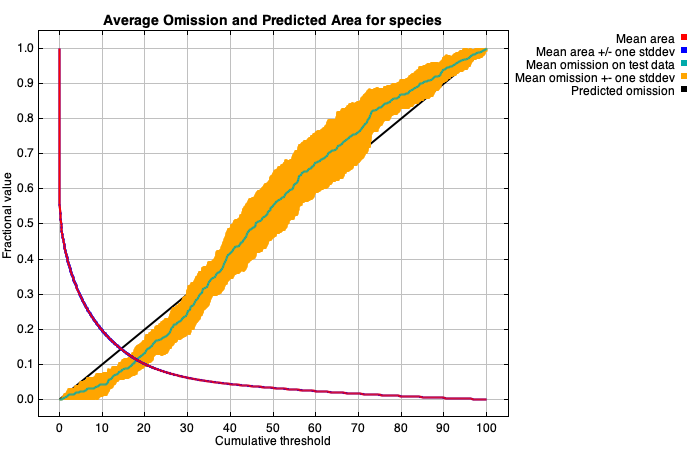 Average Omission and Predicted Area for species
Mean area
Mean area +/- one stddev
Mean omission on test data
Mean omission +- one stddev
Predicted omission
Fractional value
1.0
0.9
0.8
0.7
0.6
0.5
0.4
0.3
0.2
0.1
0.0
0 10 20 30 40 50 60 70 80 90 100
Cumulative threshold